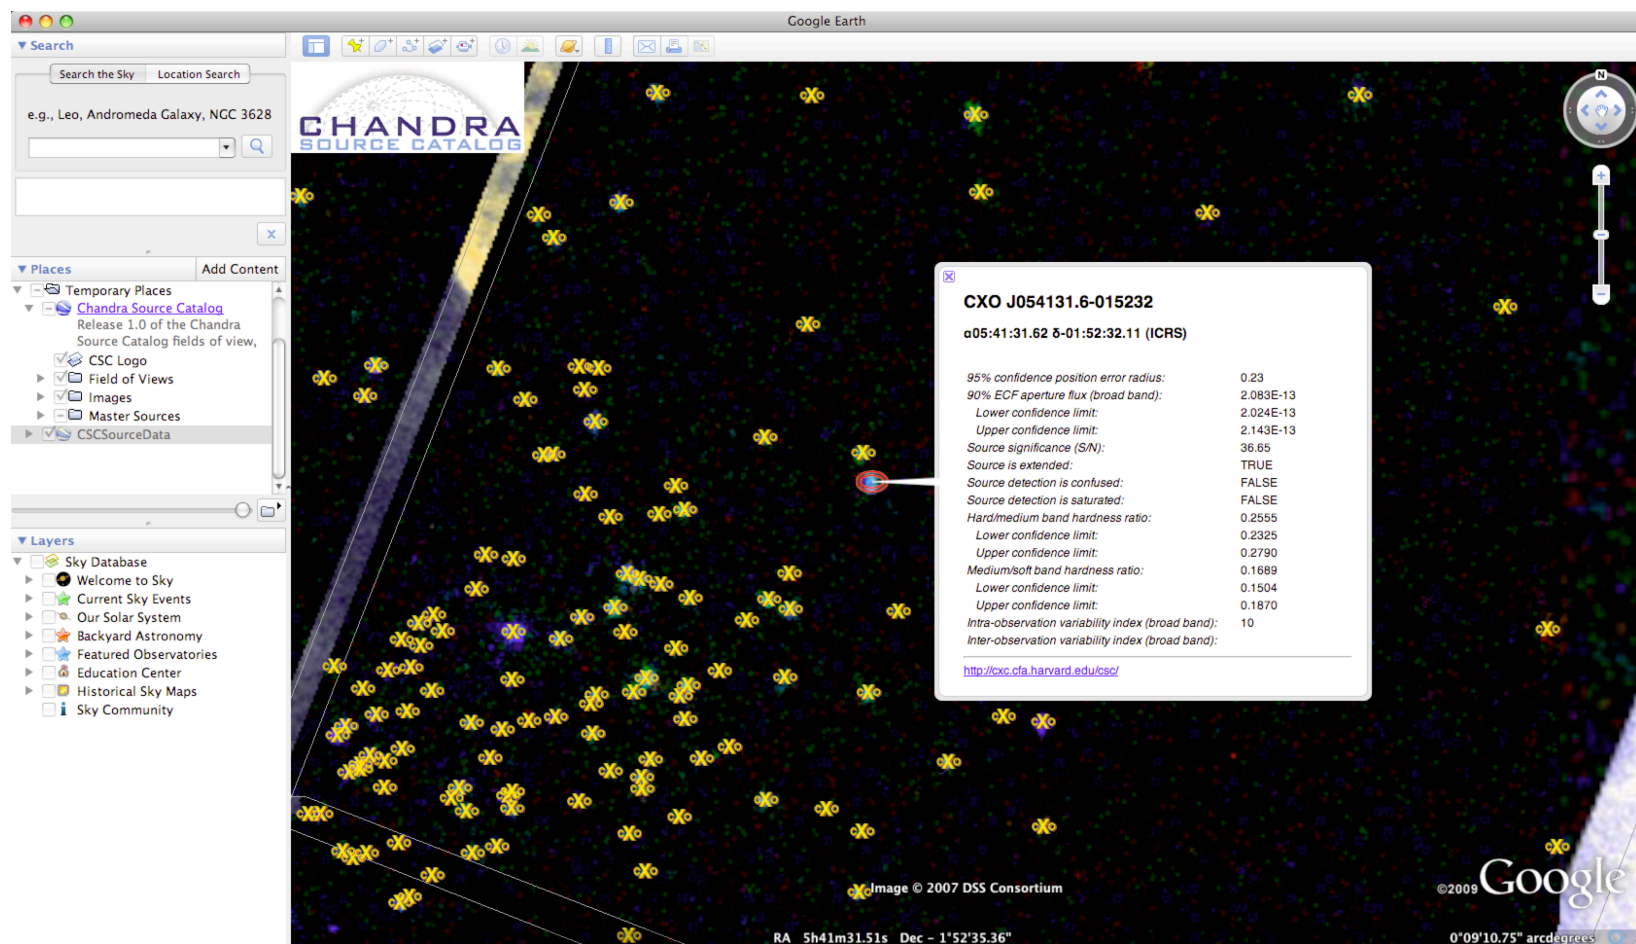 Google Earth
Search
Search the Sky
Location Search
e.g., Leo, Andromeda Galaxy, NGC 3628
Places
Add Content
Temporary Places
Chandra Source Catalog
Release 1.0 of the Chandra
Source Catalog fields of view,
CSC Logo
Field of Views
Images
Master Sources
CSCSourceData
Layers
Sky Database
Welcome to Sky
Current Sky Events
Our Solar System
Backyard Astronomy
Featured Observatories
Education Center
Historical Sky Maps
Sky Community
CHANDRA
SOURCE CATALOG
N
CXO J054131.6-015232
α05:41:31.62 δ-01:52:32.11 (ICRS)
95% confidence position error radius: 0.23
90% ECF aperture flux (broad band): 2.083E-13
Lower confidence limit: 2.024E-13
Upper confidence limit: 2.143E-13
Source significance (S/N): 36.65
Source is extended: TRUE
Source detection is confused: FALSE
Source detection is saturated: FALSE
Hard/medium band hardness ratio: 0.2555
Lower confidence limit: 0.2325
Upper confidence limit: 0.2790
Medium/soft band hardness ratio: 0.1689
Lower confidence limit: 0.1504
Upper confidence limit: 0.1870
Intra-observation variability index (broad band): 10
Inter-observation variability index (broad band):
http://cxc.cfa.harvard.edu/csc/
Image © 2007 DSS Consortium
©2009 Google
RA 5h41m31.51s Dec - 1°52'35.36"
0°09'10.75" arcdegrees